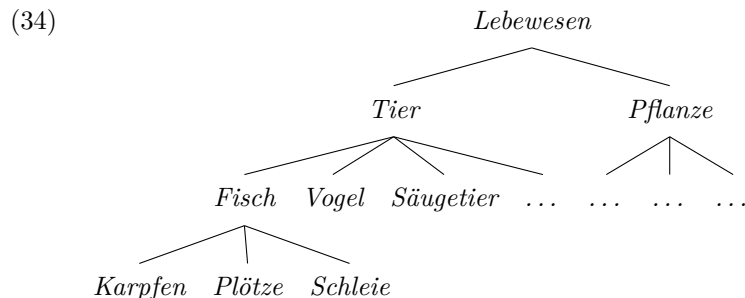 (34) Lebewesen
Tier Pflanze
Fisch Vogel Säugetier ... ... ... ...
Karpfen Plötze Schleie